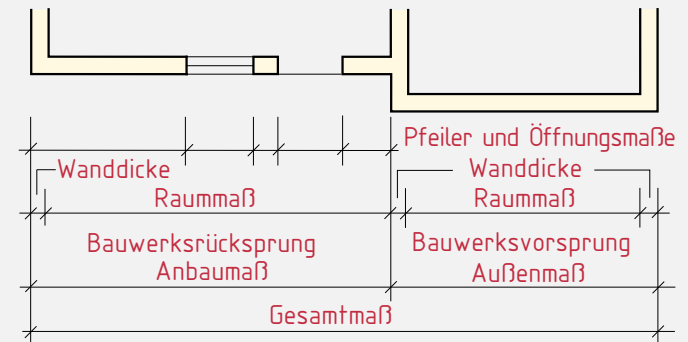 Pfeiler und Öffnungsmaße
Wanddicke
Wanddicke
Raummaß
Raummaß
Bauwerksrücksprung
Anbaumaß
Bauwerksvorsprung
Außenmaß
Gesamtmaß